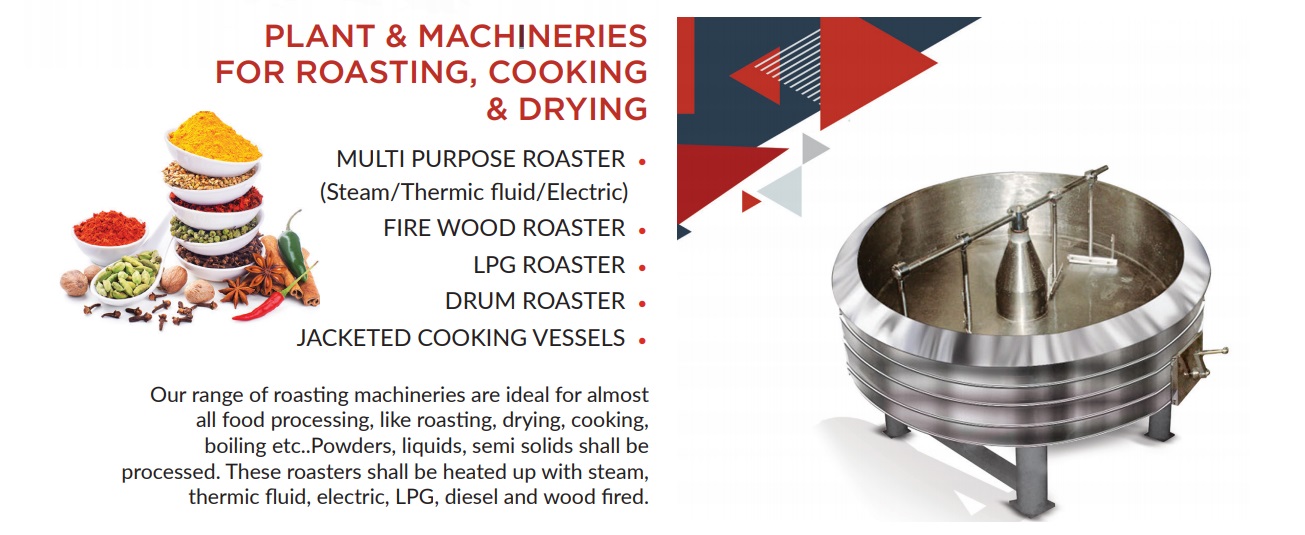 PLANT & MACHINERIES
FOR ROASTING, COOKING
& DRYING
MULTI PURPOSE ROASTER •
(Steam/Thermic fluid/Electric)
FIRE WOOD ROASTER •
LPG ROASTER •
DRUM ROASTER •
JACKETED COOKING VESSELS •
Our range of roasting machineries are ideal for almost
all food processing, like roasting, drying, cooking,
boiling etc..Powders, liquids, semi solids shall be
processed. These roasters shall be heated up with steam,
thermic fluid, electric, LPG, diesel and wood fired.